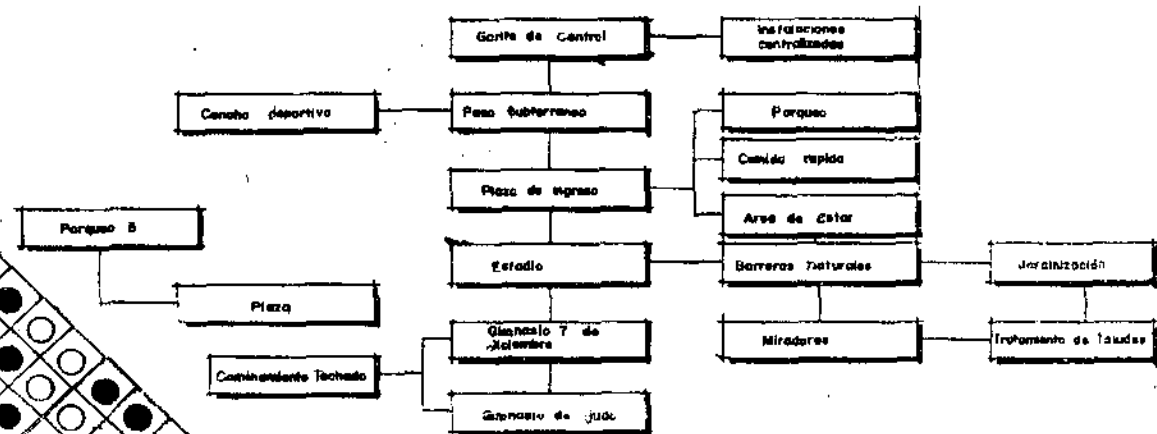 Garita de Control
Instalaciones
centralizadas
Cancha deportiva
Paso Subterraneo
Parqueo
Comida rapida
Plaza de ingreso
Area de Estar
Parqueo B
Estadio
Barreras Naturales
Jardinización
Plaza
Gimnasio 7 de
Diciembre
Miradores
Tratamiento de Taludes
Caminamiento Techado
Gimnasio de judo